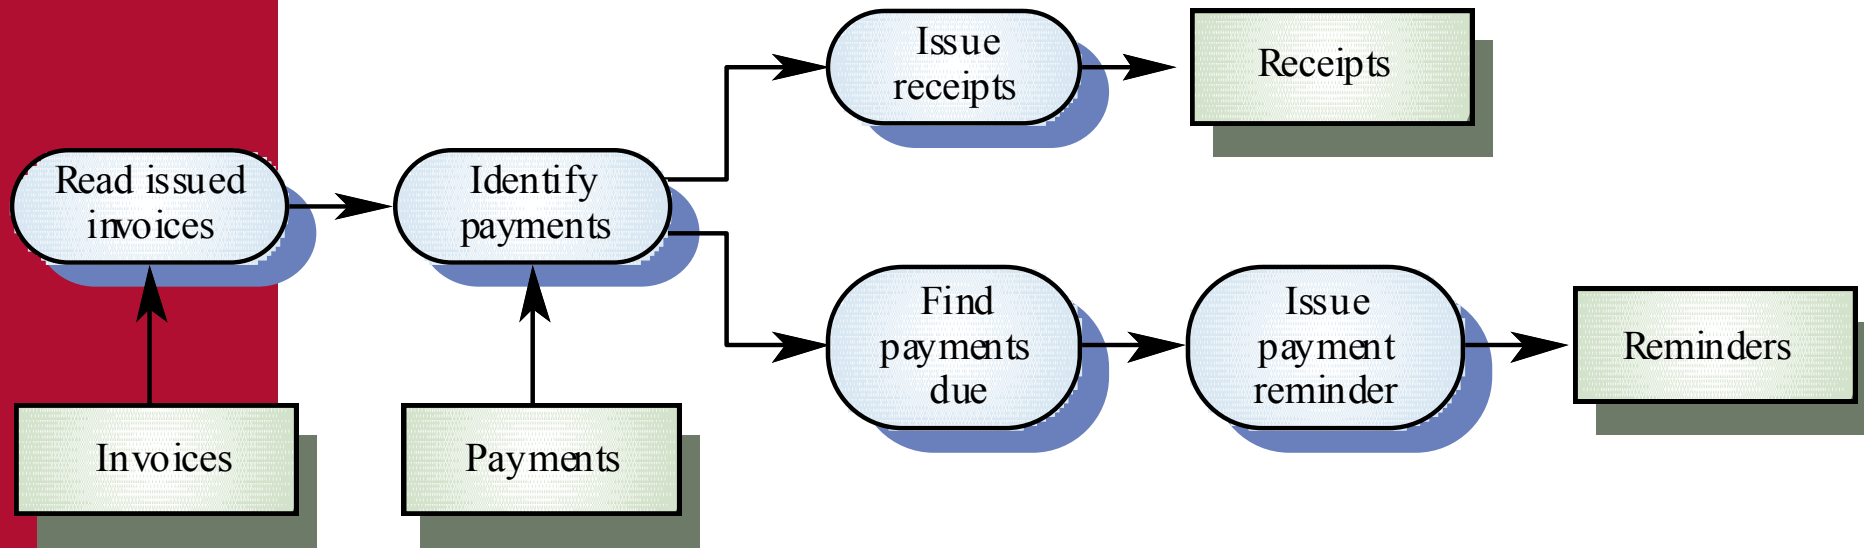 Issue
receipts
Receipts
Read issued
invoices
Identify
payments
Find
payments
due
Issue
payment
reminder
Reminders
Invoices
Payments